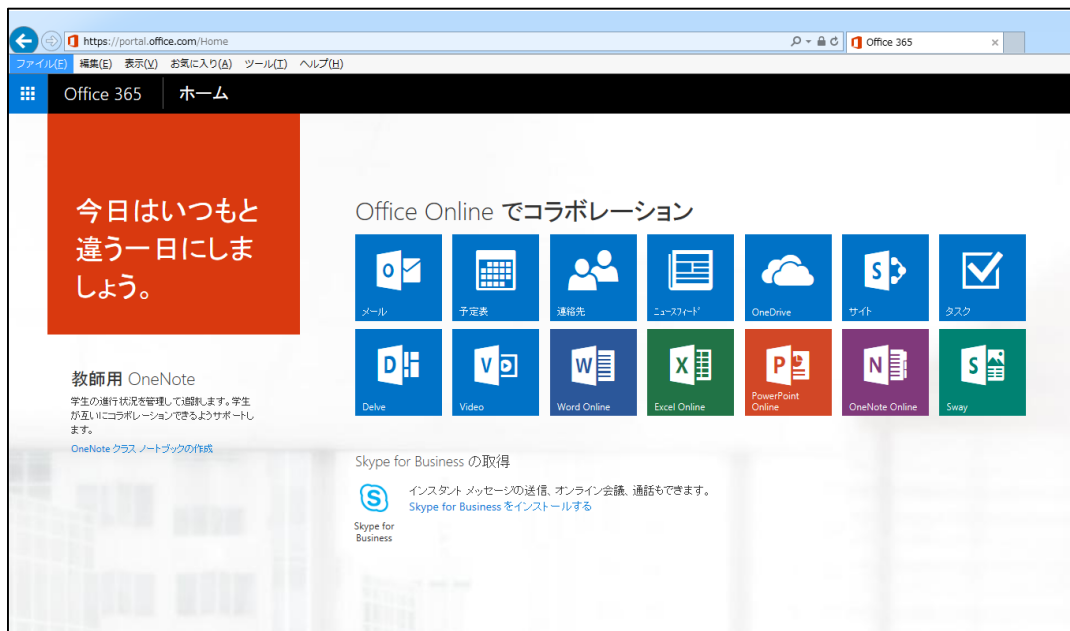 https://portal.office.com/Home
Office 365
ファイル(F) 編集(E) 表示(V) お気に入り(A) ツール(T) ヘルプ(H)
Office 365 ホーム
今日はいつもと
違う一日にしま
しょう。
教師用 OneNote
学生の進行状況を管理して追跡します。学生
が互いにコラボレーションできるようサポートし
ます。
OneNote クラス ノートブックの作成
Office Online でコラボレーション
メール 予定表 連絡先 ニュースフィード OneDrive サイト タスク
Delve Video Word Online Excel Online PowerPoint
Online OneNote Online Sway
Skype for Business の取得
インスタント メッセージの送信、オンライン会議、通話もできます。
Skype for Business をインストールする
Skype for
Business